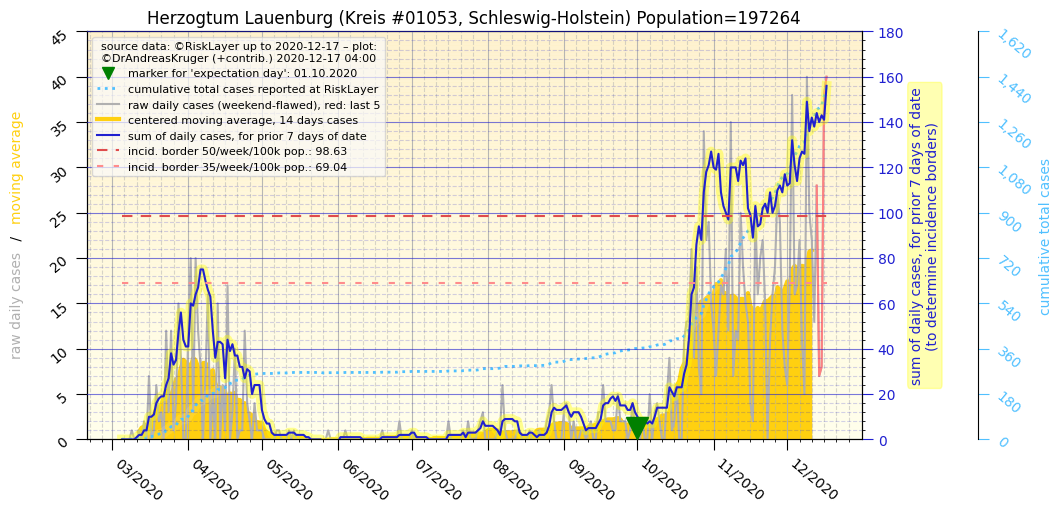 Herzogtum Lauenburg (Kreis #01053, Schleswig-Holstein) Population=197264
source data: ©RiskLayer up to 2020-12-17 – plot:
©DrAndreasKruger (+contrib.) 2020-12-17 04:00
marker for 'expectation day': 01.10.2020
cumulative total cases reported at RiskLayer
raw daily cases (weekend-flawed), red: last 5
centered moving average, 14 days cases
sum of daily cases, for prior 7 days of date
incid. border 50/week/100k pop.: 98.63
incid. border 35/week/100k pop.: 69.04
raw daily cases / moving average
45
40
35
30
25
20
15
10
5
0
03/2020
04/2020
05/2020
06/2020
07/2020
08/2020
09/2020
10/2020
11/2020
12/2020
180
160
140
120
100
80
60
40
20
0
sum of daily cases, for prior 7 days of date
(to determine incidence borders)
1,620
1,440
1,260
1,080
900
720
540
360
180
0
cumulative total cases